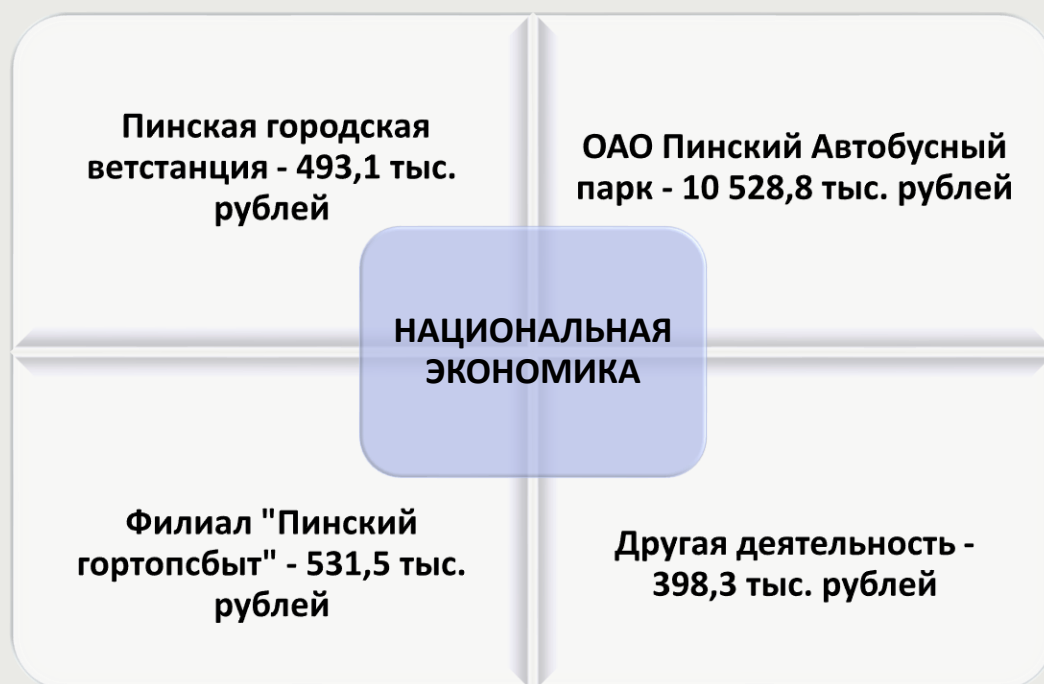 Пинская городская
ветстанция - 493,1 тыс.
рублей
ОАО Пинский Автобусный
парк - 10 528,8 тыс. рублей
НАЦИОНАЛЬНАЯ
ЭКОНОМИКА
Филиал "Пинский
гортопсбыт" - 531,5 тыс.
рублей
Другая деятельность -
398,3 тыс. рублей